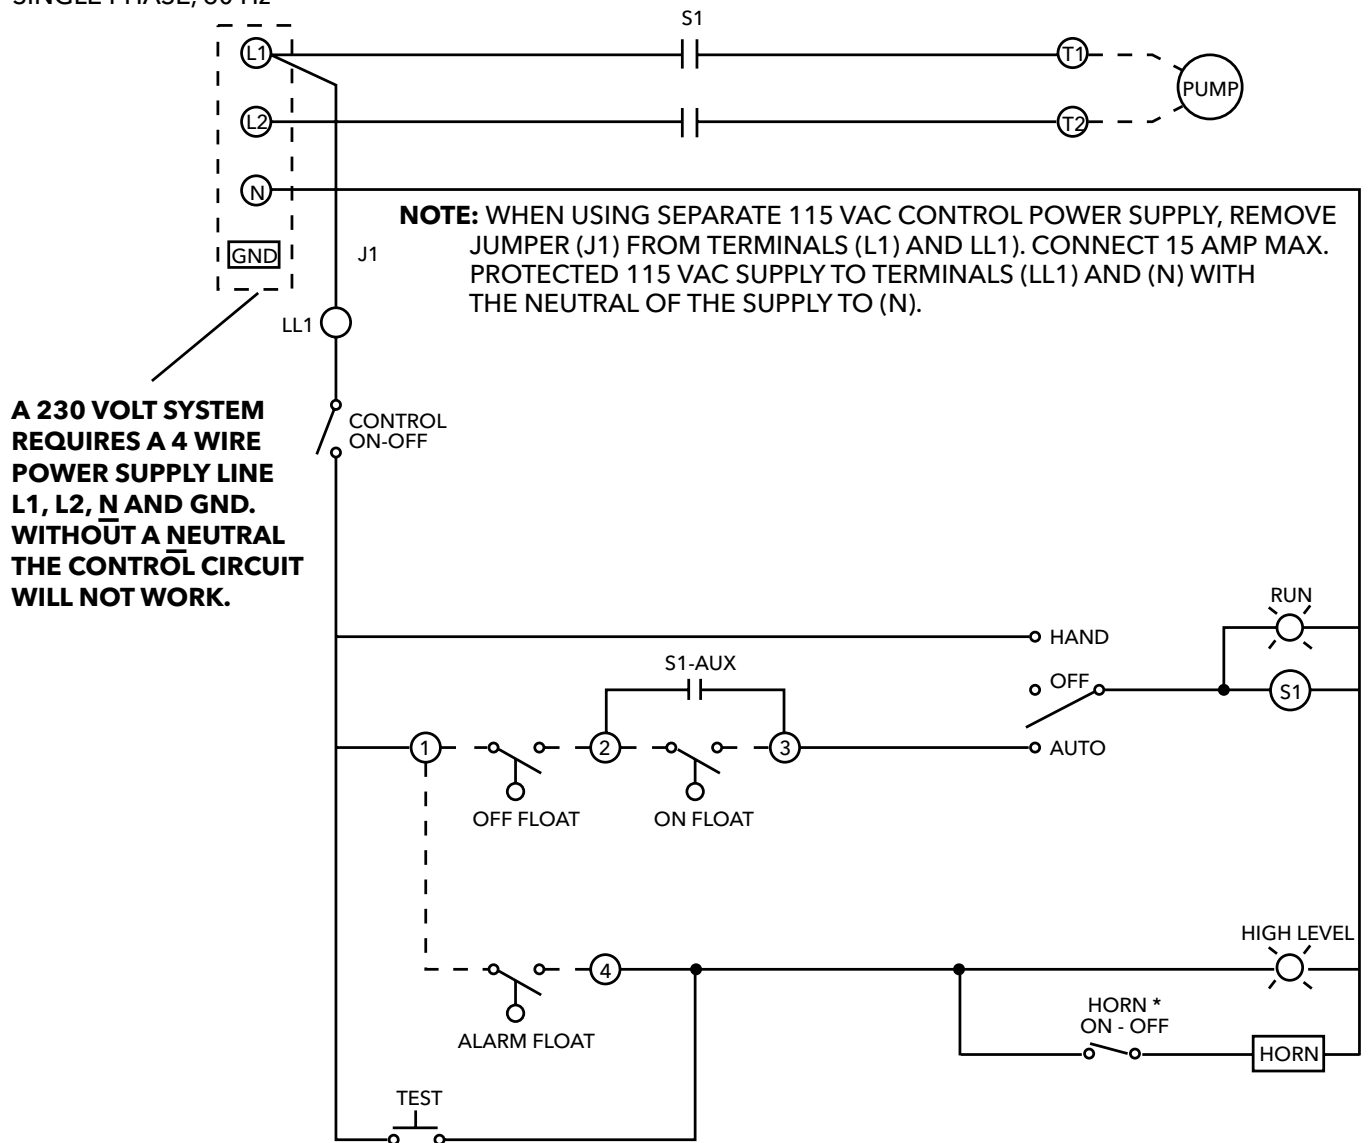 S1
L1
T1
PUMP
L2
T2
N
NOTE: WHEN USING SEPARATE 115 VAC CONTROL POWER SUPPLY, REMOVE
JUMPER (J1) FROM TERMINALS (L1) AND LL1). CONNECT 15 AMP MAX.
PROTECTED 115 VAC SUPPLY TO TERMINALS (LL1) AND (N) WITH
THE NEUTRAL OF THE SUPPLY TO (N).
GND
J1
LL1
A 230 VOLT SYSTEM
REQUIRES A 4 WIRE
POWER SUPPLY LINE
L1, L2, N AND GND.
WITHOUT A NEUTRAL
THE CONTROL CIRCUIT
WILL NOT WORK.
CONTROL
ON-OFF
RUN
HAND
S1-AUX
OFF
S1
1
2
3
AUTO
OFF FLOAT
ON FLOAT
HIGH LEVEL
4
HORN *
ON - OFF
ALARM FLOAT
HORN
TEST